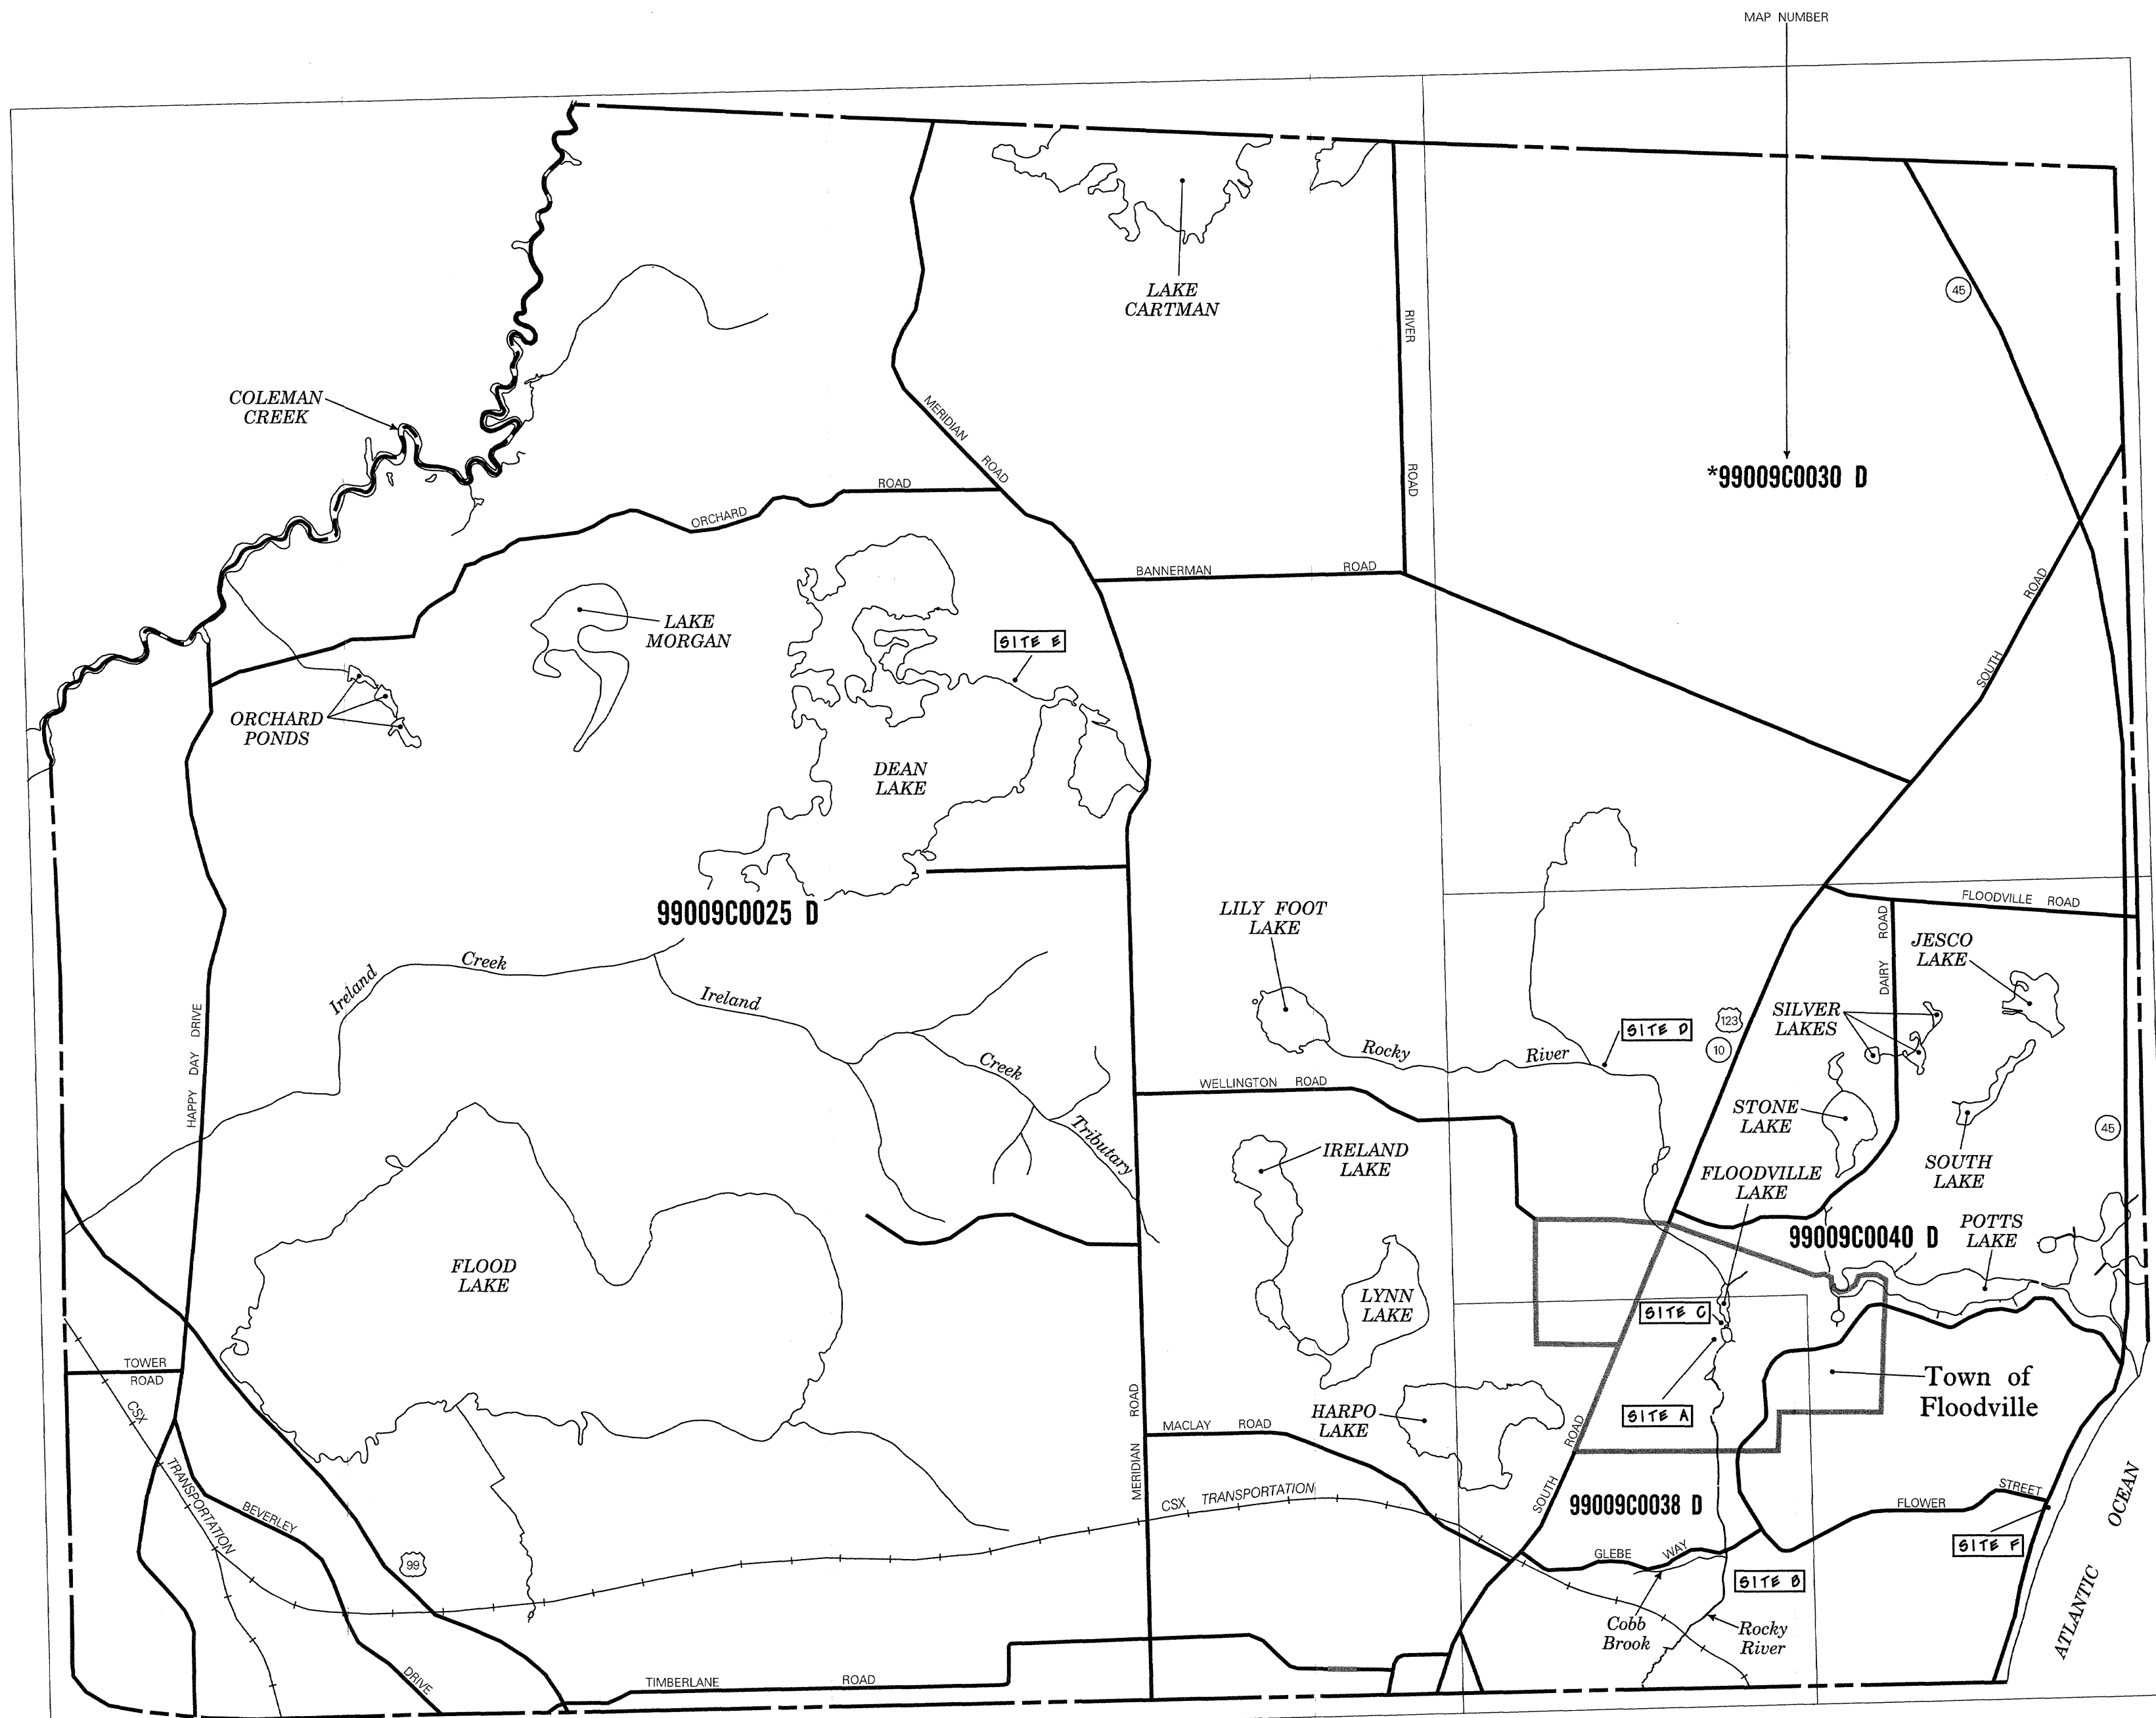 MAP NUMBER
45
LAKE
CARTMAN
RIVER
ROAD
COLEMAN
CREEK
MERIDIAN
ROAD
*99009C0030 D
ROAD
ORCHARD
BANNERMAN ROAD
ROAD
SOUTH
LAKE
MORGAN
SITE E
ORCHARD
PONDS
DEAN
LAKE
99009C0025 D
LILY FOOT
LAKE
FLOODVILLE ROAD
DAIRY ROAD
JESCO
LAKE
Ireland
Creek
Ireland
Creek
Tributary
HAPPY DAY DRIVE
SILVER
LAKES
123
10
SITE D
Rocky
River
WELLINGTON ROAD
STONE
LAKE
45
IRELAND
LAKE
SOUTH
LAKE
FLOODVILLE
LAKE
99009C0040 D
POTTS
LAKE
FLOOD
LAKE
LYNN
LAKE
SITE C
TOWER
ROAD
Town of
Floodville
CSX
TRANSPORTATION
MERIDIAN ROAD
HARPO
LAKE
SITE A
MACLAY ROAD
SOUTH ROAD
CSX TRANSPORTATION
99009C0038 D
FLOWER STREET
BEVERLEY
DRIVE
99
GLEBE WAY
SITE F
SITE B
ATLANTIC OCEAN
Cobb
Brook
Rocky
River
TIMBERLANE ROAD